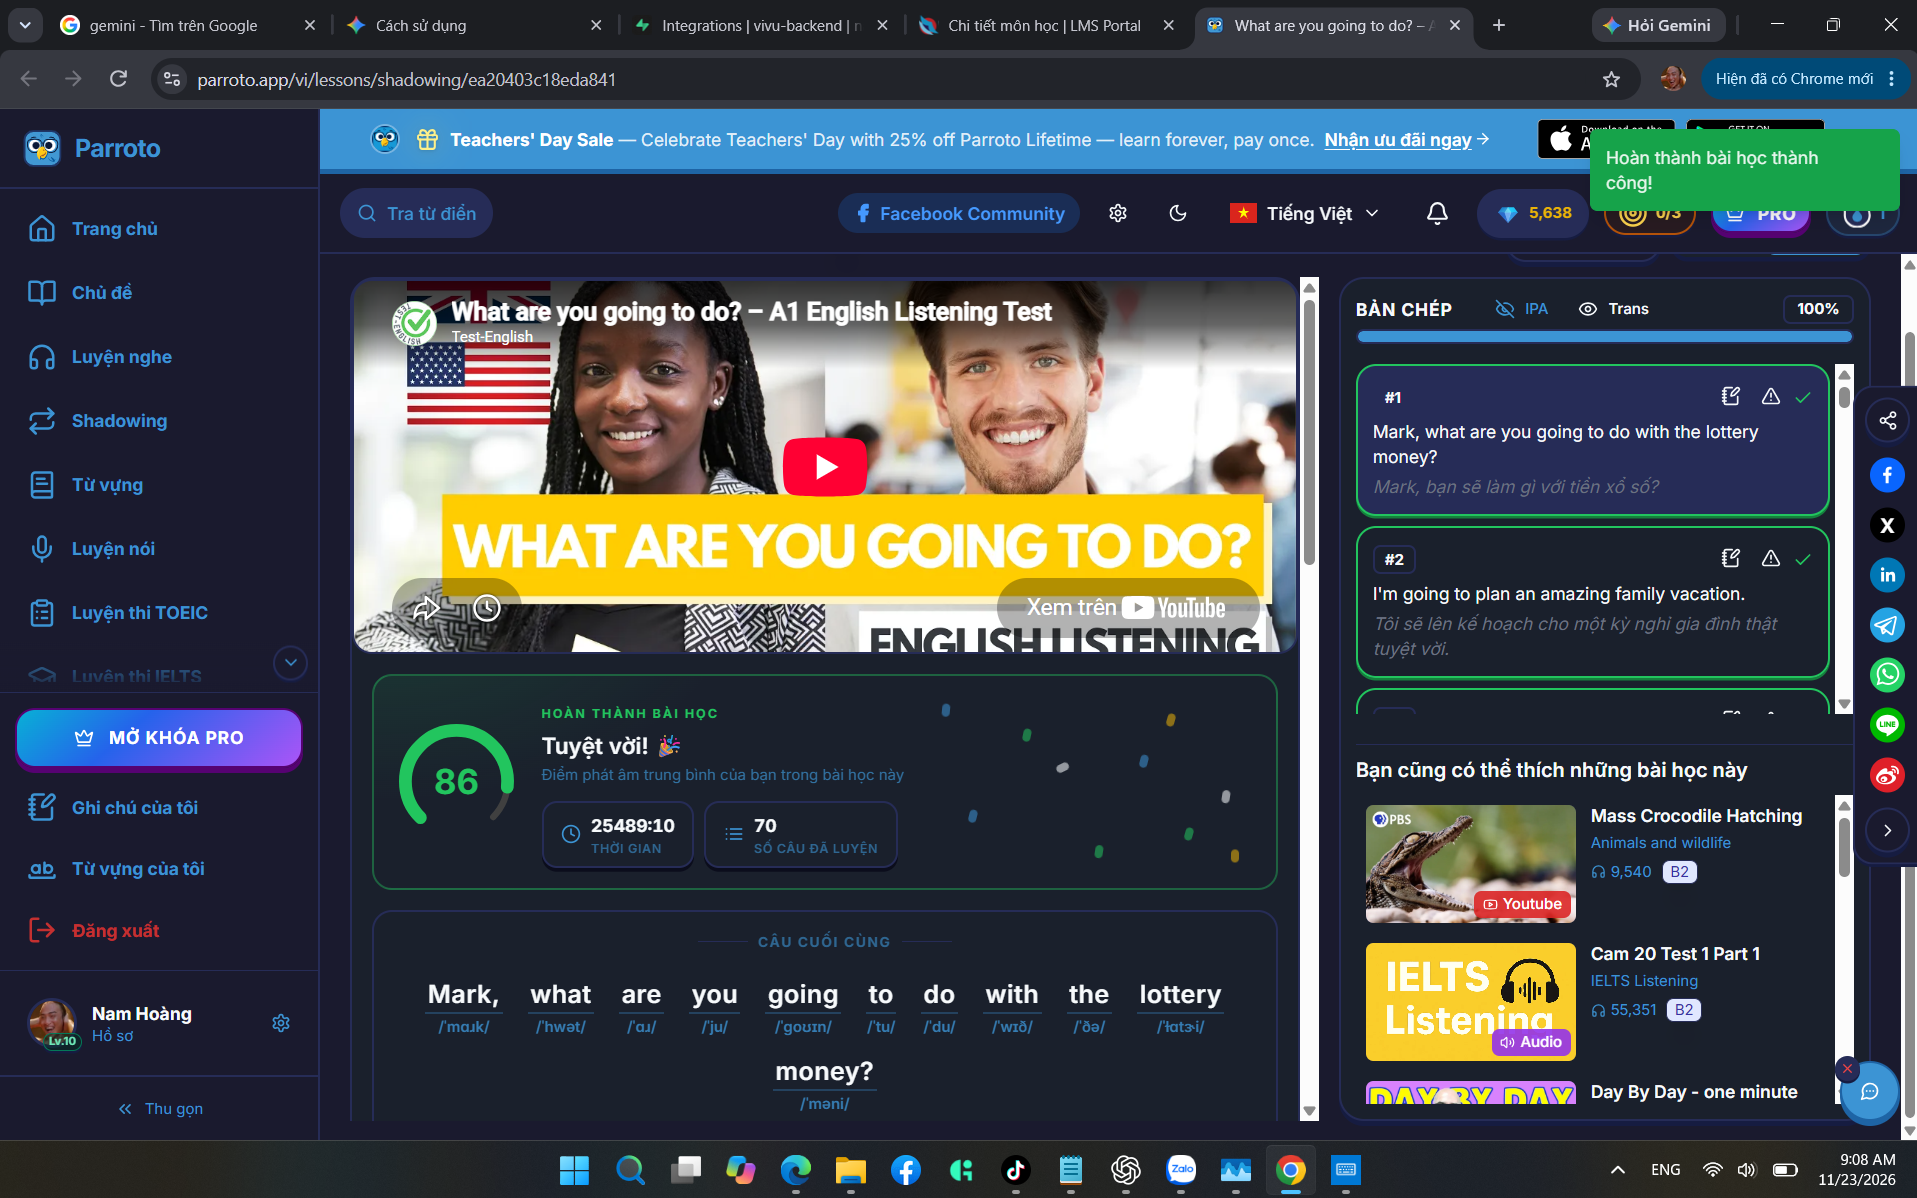 gemini - Tìm trên Google
Cách sử dụng
Integrations | vivu-backend |
Chi tiết môn học | LMS Portal
What are you going to do? –
Hỏi Gemini
parroto.app/vi/lessons/shadowing/ea20403c18eda841
Hiện đã có Chrome mới
Parroto
Teachers' Day Sale — Celebrate Teachers' Day with 25% off Parroto Lifetime — learn forever, pay once. Nhận ưu đãi ngay
Hoàn thành bài học thành
công!
Tra từ điển
Facebook Community
Tiếng Việt
5,638
0/3
PRO
1
Trang chủ
Chủ đề
Luyện nghe
Shadowing
Từ vựng
Luyện nói
Luyện thi TOEIC
Luyện thi IELTS
MỞ KHÓA PRO
Ghi chú của tôi
Từ vựng của tôi
Đăng xuất
Nam Hoàng
Hồ sơ
Lv.10
Thu gọn
What are you going to do? – A1 English Listening Test
Test-English
TEST-ENGLISH
WHAT ARE YOU GOING TO DO?
Xem trên YouTube
ENGLISH LISTENING
HOÀN THÀNH BÀI HỌC
Tuyệt vời! 🎉
Điểm phát âm trung bình của bạn trong bài học này
86
25489:10
THỜI GIAN
70
SỐ CÂU ĐÃ LUYỆN
CÂU CUỐI CÙNG
Mark, what are you going to do with the lottery
/ˈmɑɹk/ /ˈhwət/ /ˈɑɹ/ /ˈju/ /ˈɡoʊɪn/ /ˈtu/ /ˈdu/ /ˈwɪð/ /ˈðə/ /ˈɫɑtɝi/
money?
/ˈməni/
BẢN CHÉP
IPA
Trans
100%
#1
Mark, what are you going to do with the lottery
money?
Mark, bạn sẽ làm gì với tiền xổ số?
#2
I'm going to plan an amazing family vacation.
Tôi sẽ lên kế hoạch cho một kỳ nghỉ gia đình thật
tuyệt vời.
Bạn cũng có thể thích những bài học này
PBS
Youtube
Mass Crocodile Hatching
Animals and wildlife
9,540
B2
IELTS
Listening
Audio
Cam 20 Test 1 Part 1
IELTS Listening
55,351
B2
DAY BY DAY
Day By Day - one minute
LINE
Zalo
ENG
9:08 AM
11/23/2026